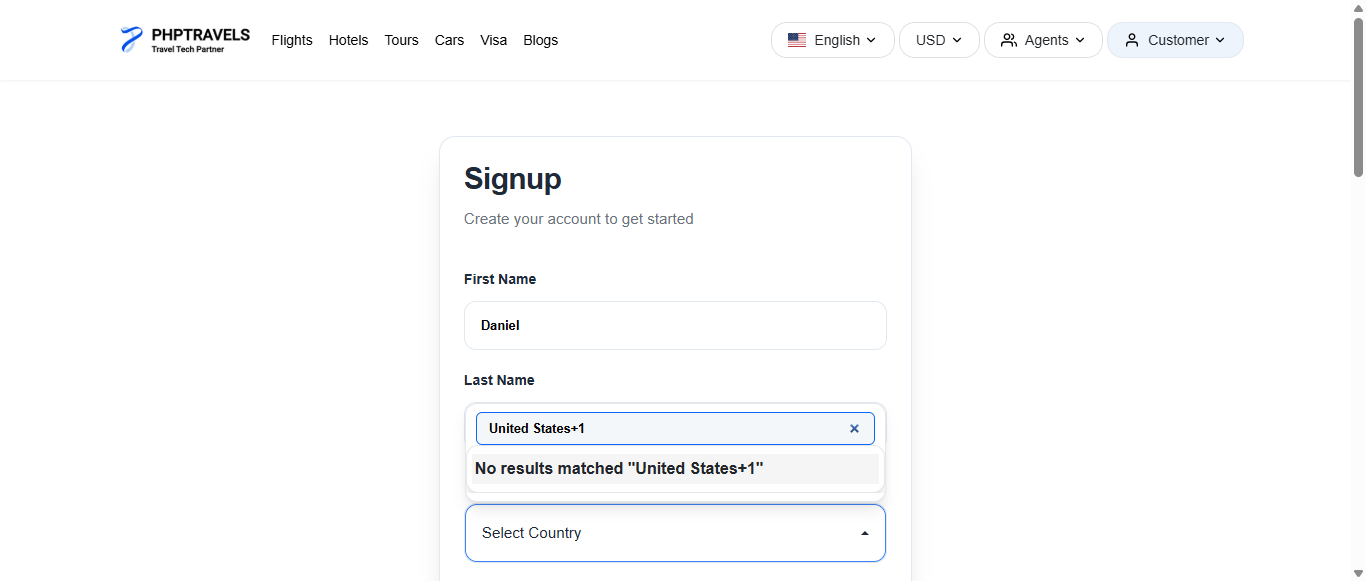 PHPTRAVELS
Travel Tech Partner
Flights Hotels Tours Cars Visa Blogs
English USD Agents Customer
Signup
Create your account to get started
First Name
Daniel
Last Name
United States+1
No results matched "United States+1"
Select Country